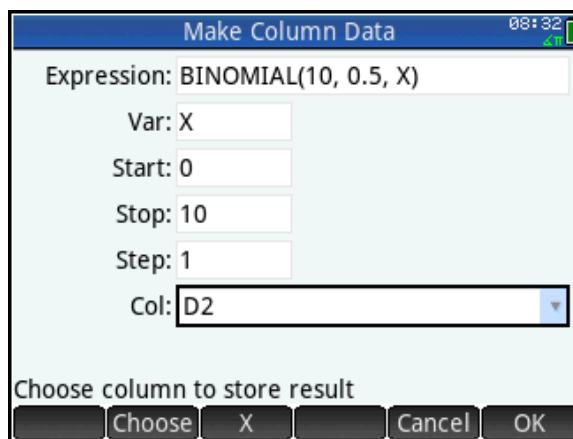 Make Column Data 08:32
∡π
Expression: BINOMIAL(10, 0.5, X)
Var: X
Start: 0
Stop: 10
Step: 1
Col: D2
Choose column to store result
Choose X Cancel OK